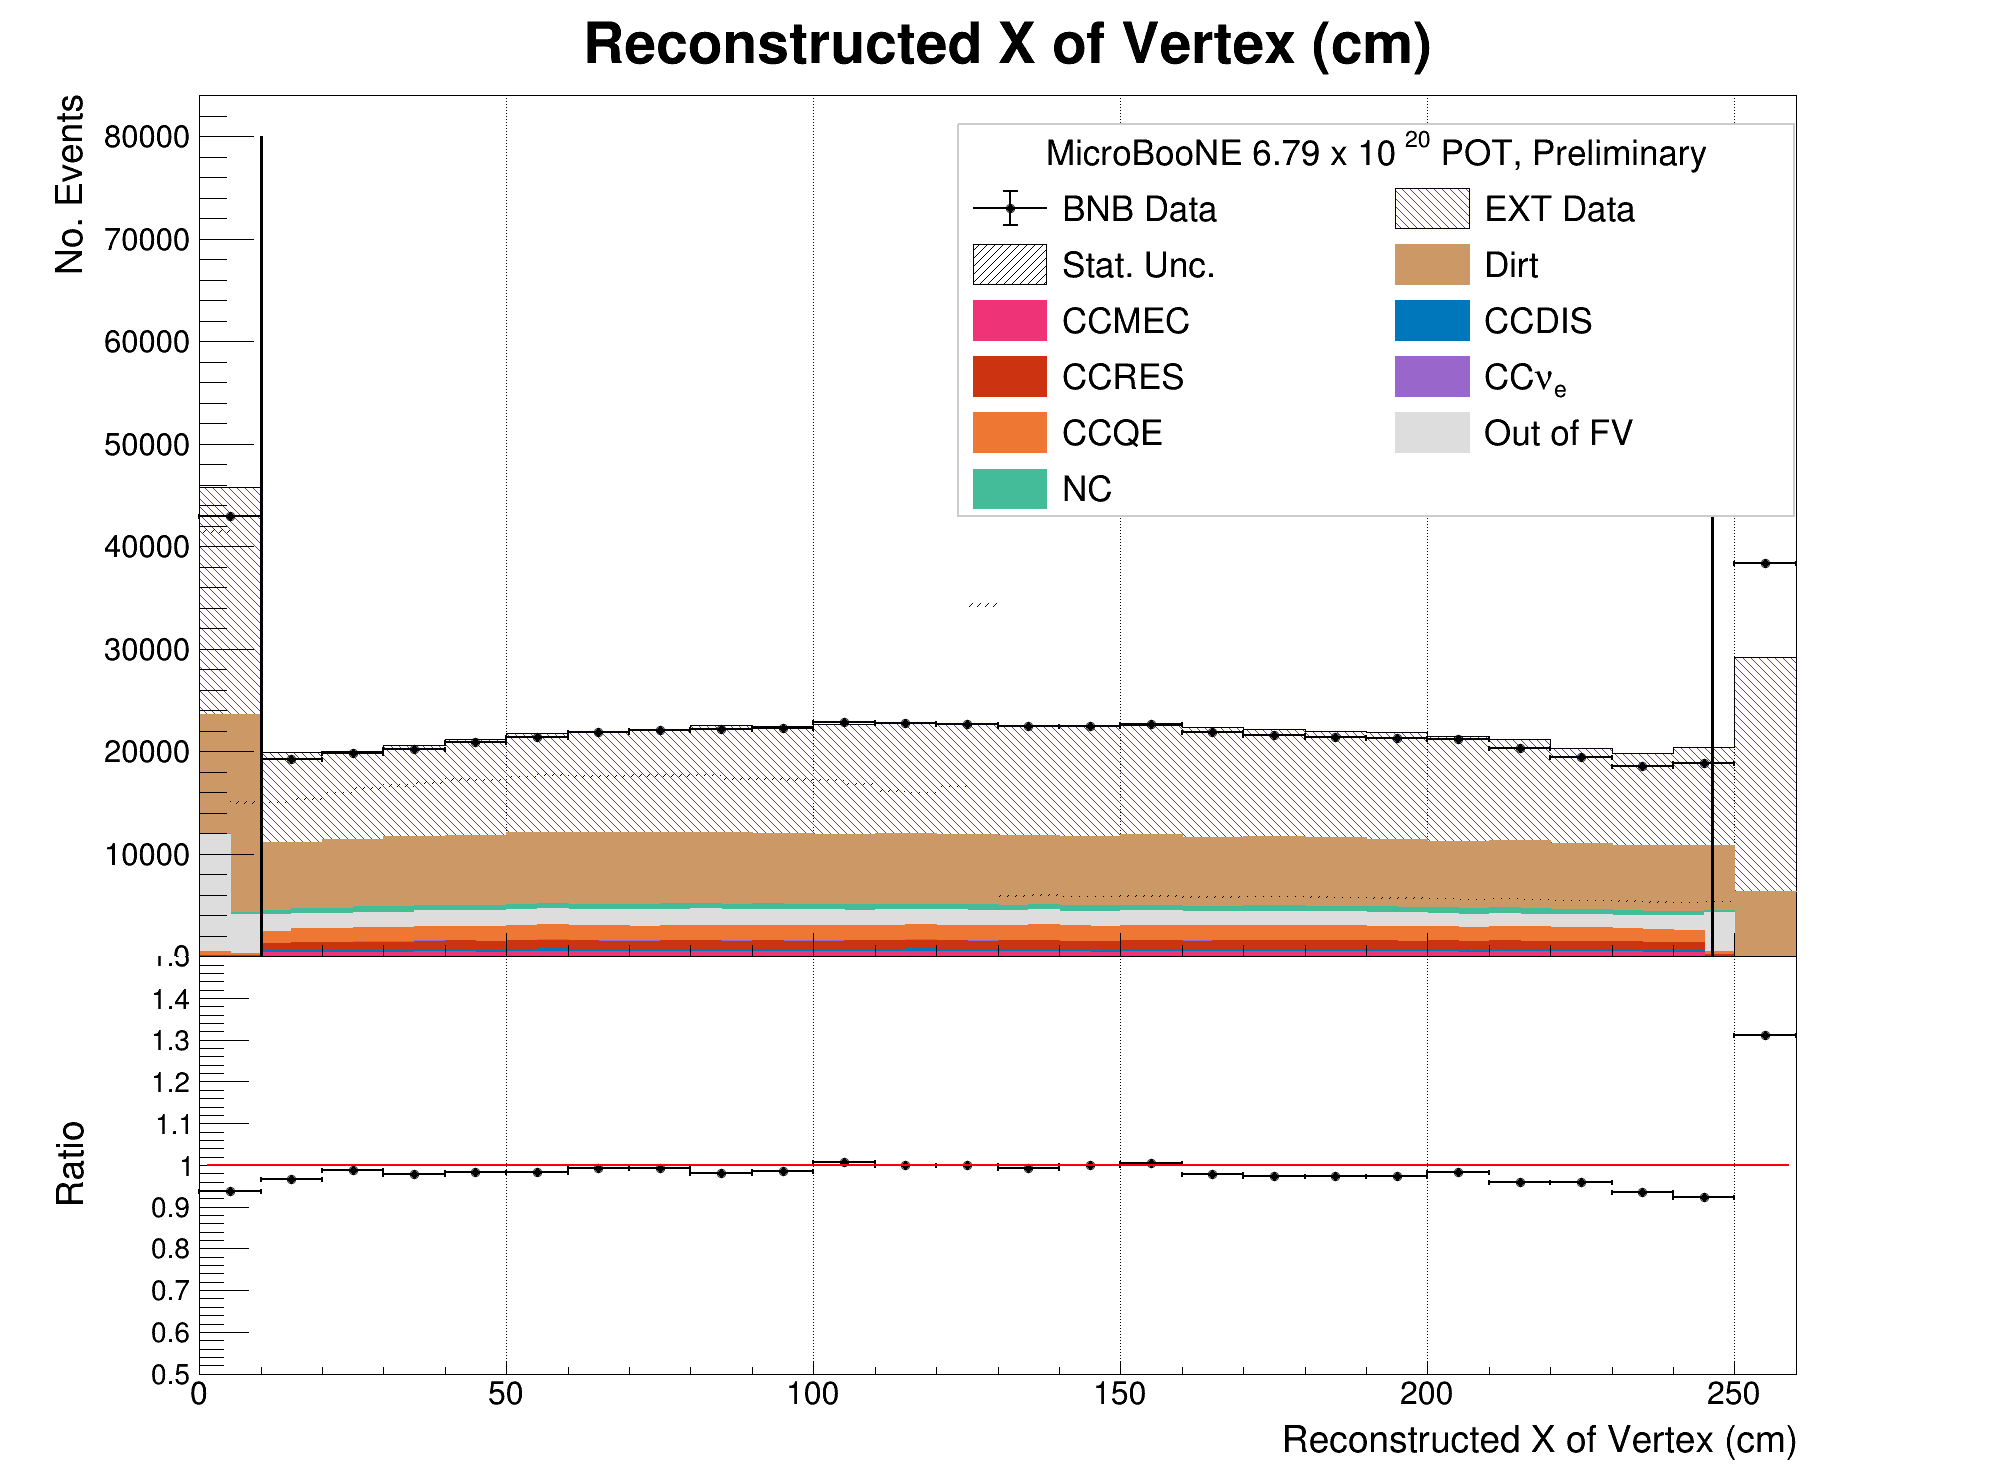 Reconstructed X of Vertex (cm)
No. Events
80000
70000
60000
50000
40000
30000
20000
10000
0
MicroBooNE 6.79 x 10 20 POT, Preliminary
BNB Data
EXT Data
Stat. Unc.
Dirt
CCMEC
CCDIS
CCRES
CCνe
CCQE
Out of FV
NC
Ratio
1.4
1.3
1.2
1.1
1
0.9
0.8
0.7
0.6
0.5
0 50 100 150 200 250
Reconstructed X of Vertex (cm)